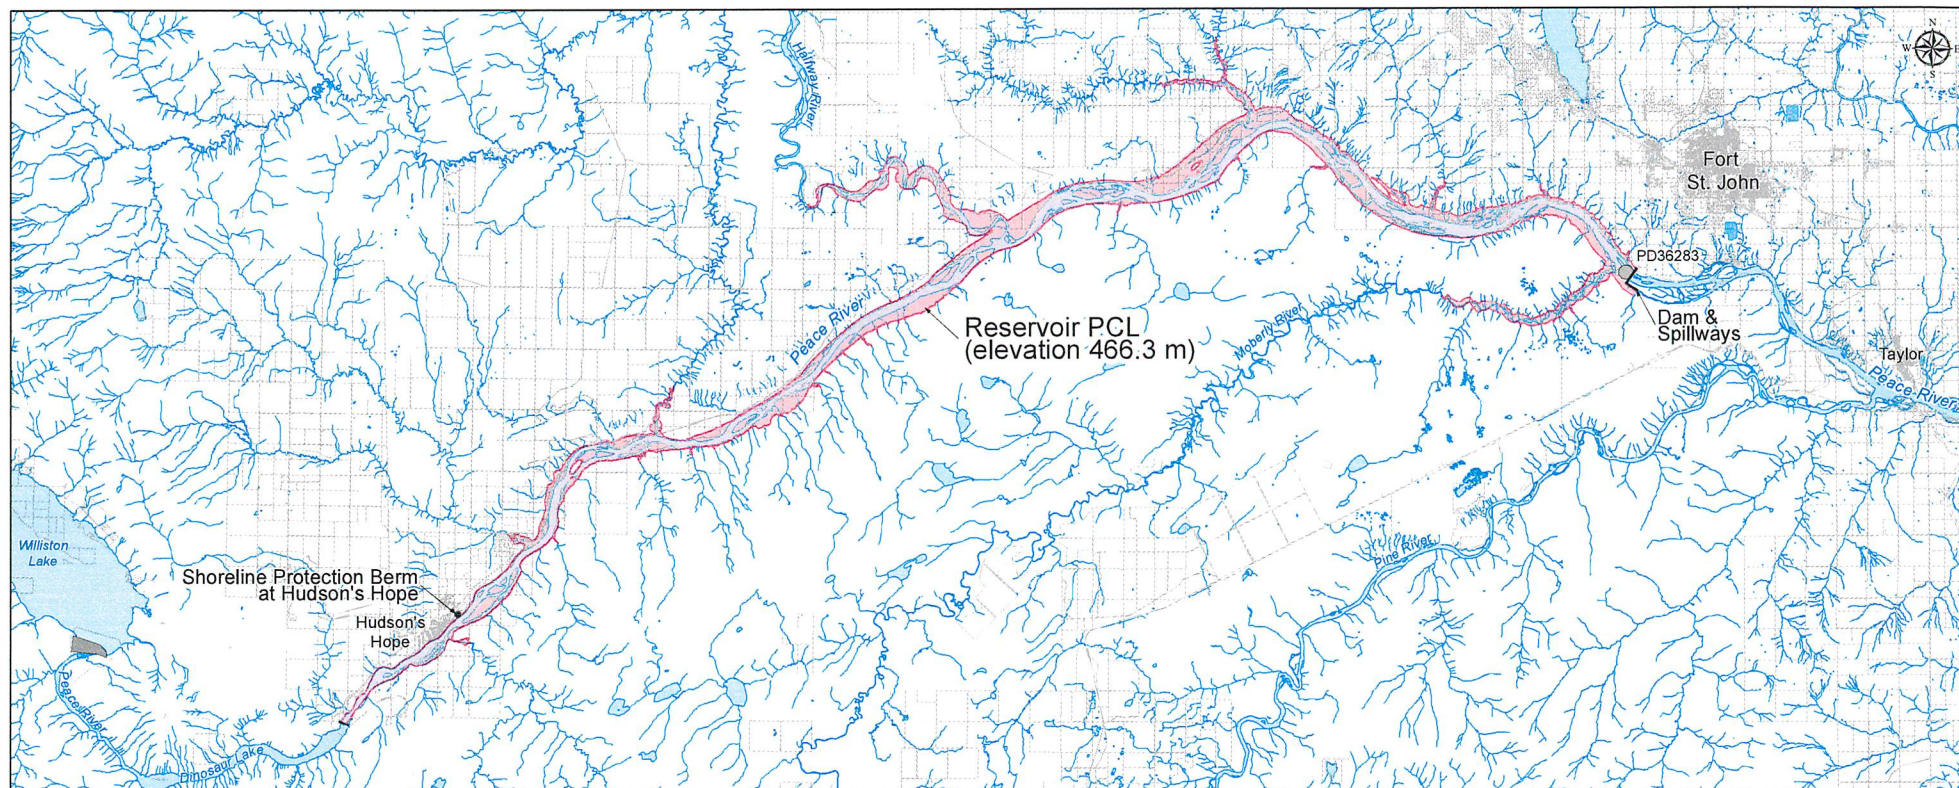 N
W
E
S
Halfway River
Fort
St. John
PD36283
Dam &
Spillways
Taylor
Peace River
Peace River
Reservoir PCL
(elevation 466.3 m)
Moberly River
Pine River
Williston
Lake
Shoreline Protection Berm
at Hudson's Hope
Hudson's
Hope
Peace River
Dinosaur Lake